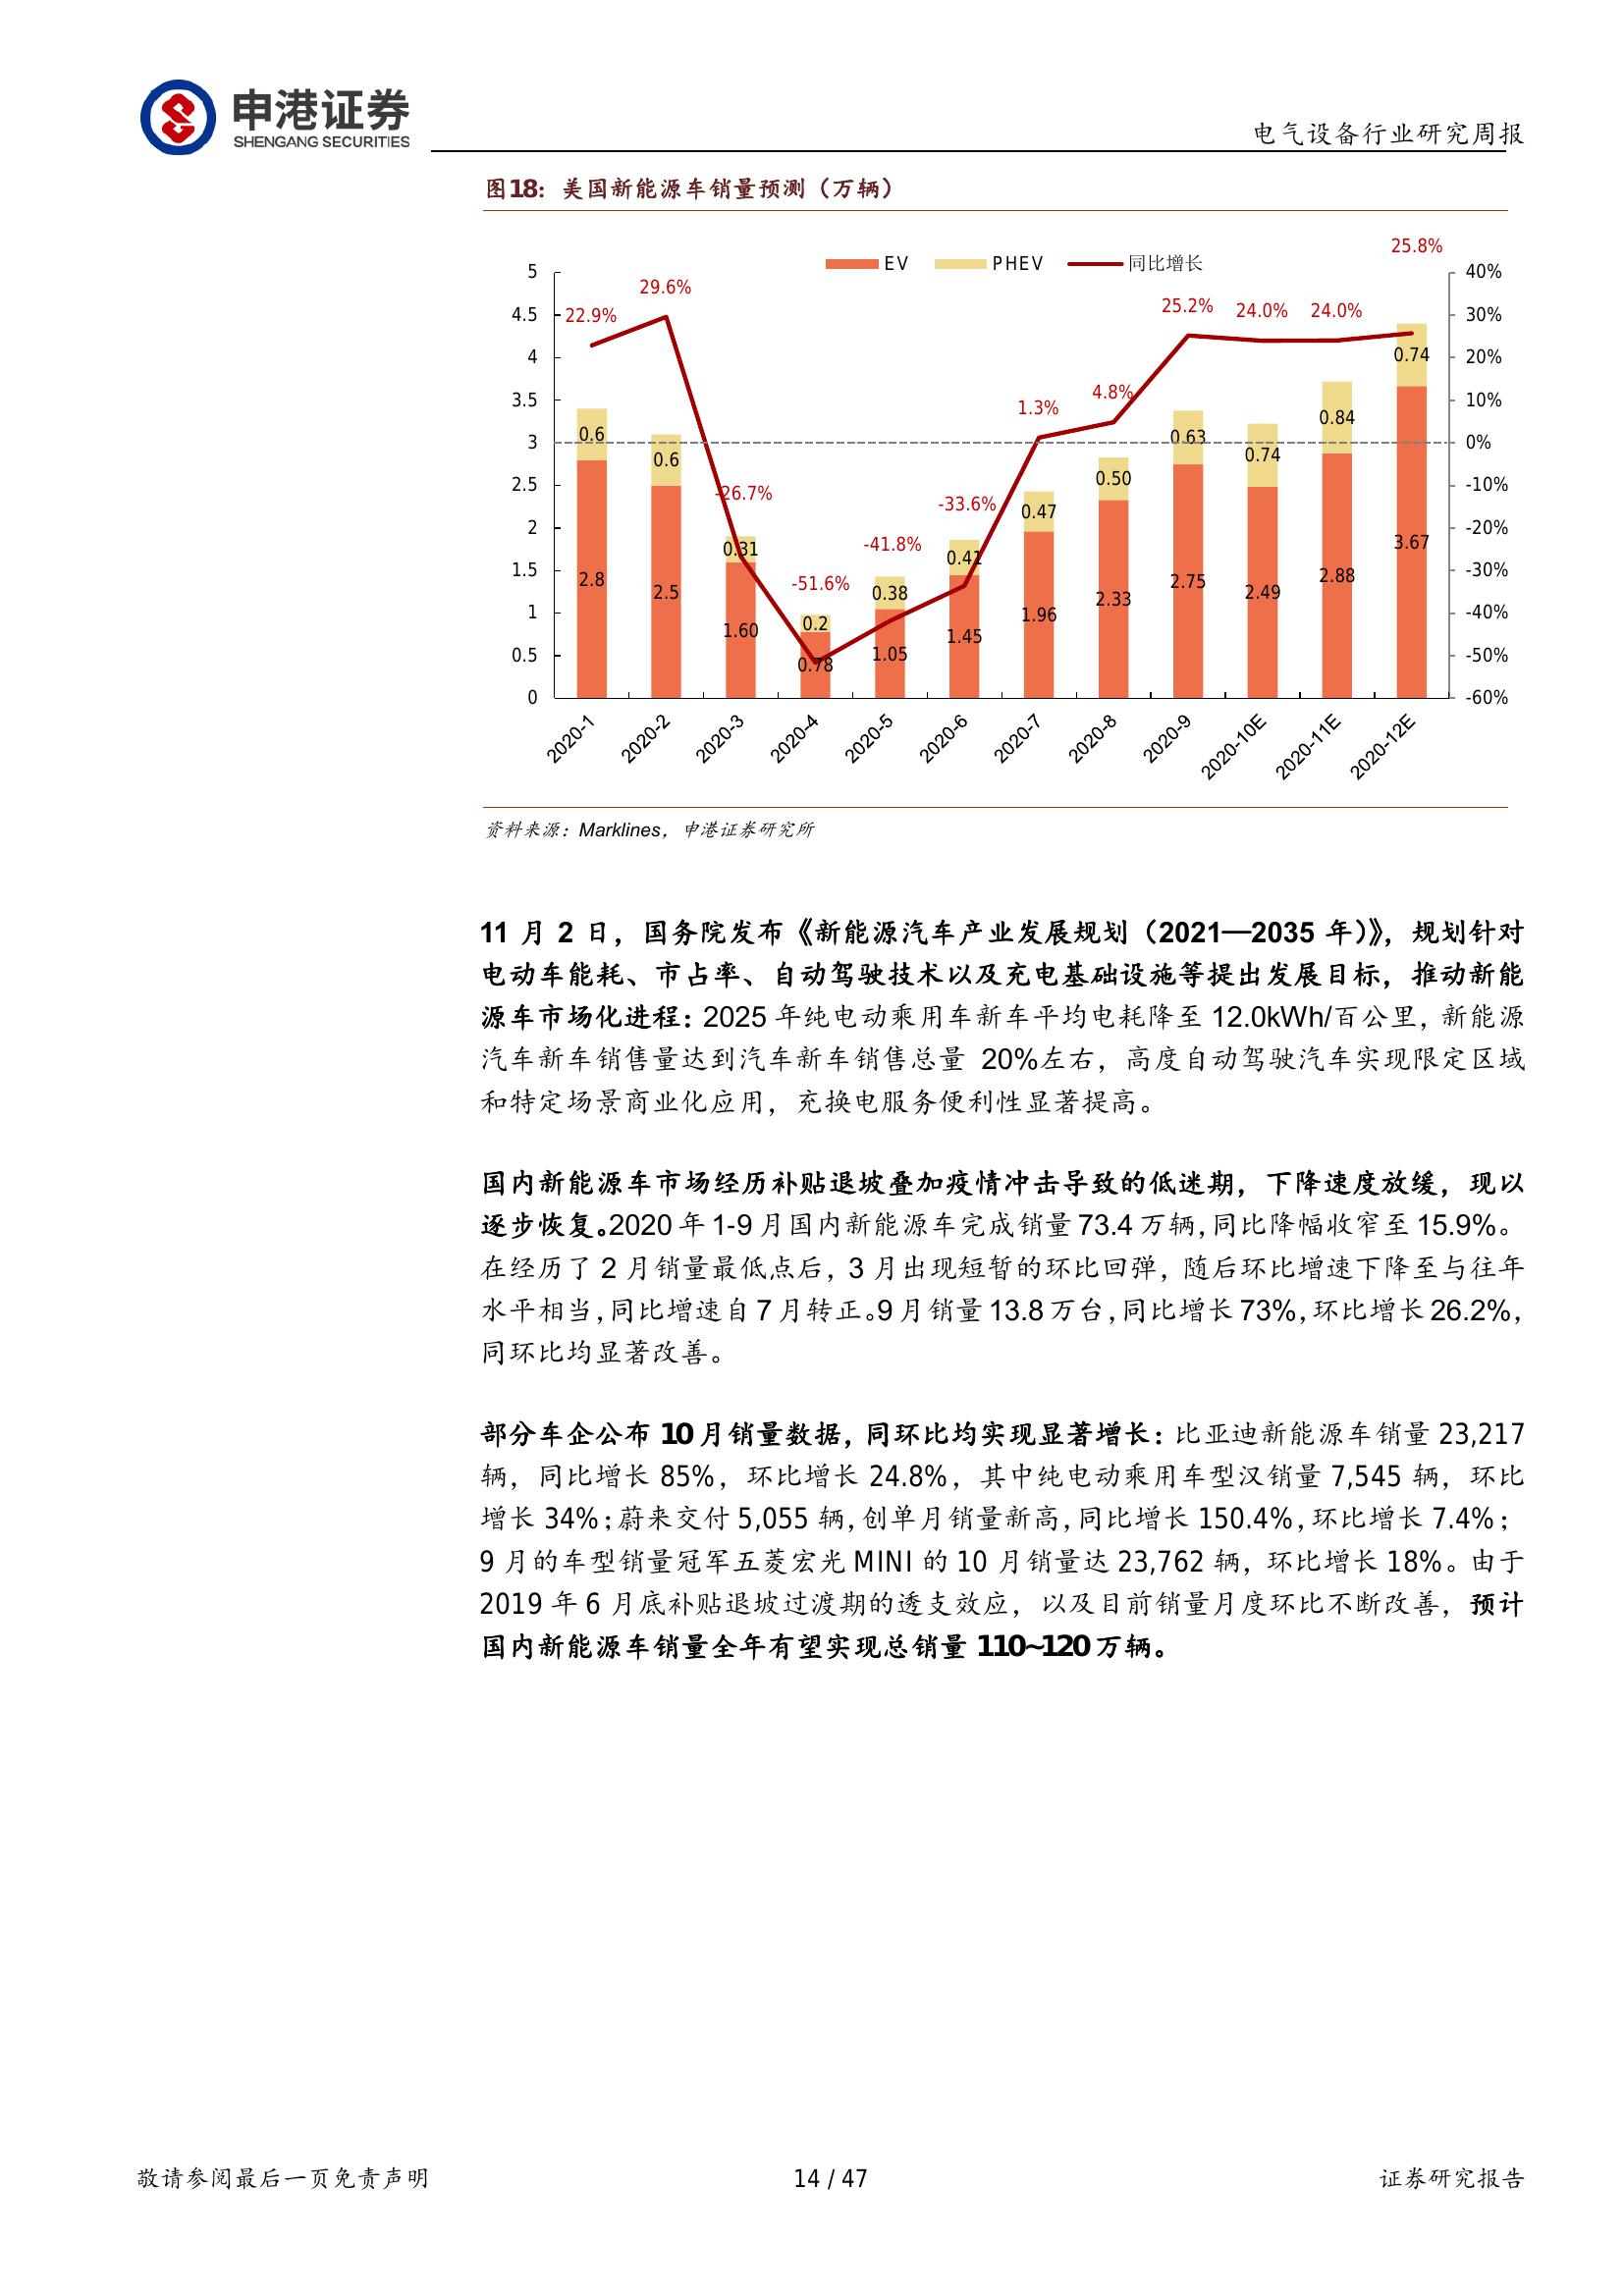 申港证券
SHENGANG SECURITIES
电气设备行业研究周报
图18：美国新能源车销量预测（万辆）
EV PHEV 同比增长
25.8%
5 4.5 4 3.5 3 2.5 2 1.5 1 0.5 0
40% 30% 20% 10% 0% -10% -20% -30% -40% -50% -60%
22.9% 29.6% -26.7% -51.6% -41.8% -33.6% 1.3% 4.8% 25.2% 24.0% 24.0%
0.6 0.6 0.31 0.2 0.38 0.41 0.47 0.50 0.63 0.74 0.84 0.74
2.8 2.5 1.60 0.78 1.05 1.45 1.96 2.33 2.75 2.49 2.88 3.67
2020-1 2020-2 2020-3 2020-4 2020-5 2020-6 2020-7 2020-8 2020-9 2020-10E 2020-11E 2020-12E
资料来源：Marklines，申港证券研究所
11 月 2 日，国务院发布《新能源汽车产业发展规划（2021—2035 年）》，规划针对
电动车能耗、市占率、自动驾驶技术以及充电基础设施等提出发展目标，推动新能
源车市场化进程：2025 年纯电动乘用车新车平均电耗降至 12.0kWh/百公里，新能源
汽车新车销售量达到汽车新车销售总量 20%左右，高度自动驾驶汽车实现限定区域
和特定场景商业化应用，充换电服务便利性显著提高。
国内新能源车市场经历补贴退坡叠加疫情冲击导致的低迷期，下降速度放缓，现以
逐步恢复。2020 年 1-9 月国内新能源车完成销量 73.4 万辆，同比降幅收窄至 15.9%。
在经历了 2 月销量最低点后，3 月出现短暂的环比回弹，随后环比增速下降至与往年
水平相当，同比增速自 7 月转正。9 月销量 13.8 万台，同比增长 73%，环比增长 26.2%，
同环比均显著改善。
部分车企公布 10 月销量数据，同环比均实现显著增长：比亚迪新能源车销量 23,217
辆，同比增长 85%，环比增长 24.8%，其中纯电动乘用车型汉销量 7,545 辆，环比
增长 34%；蔚来交付 5,055 辆，创单月销量新高，同比增长 150.4%，环比增长 7.4%；
9 月的车型销量冠军五菱宏光 MINI 的 10 月销量达 23,762 辆，环比增长 18%。由于
2019 年 6 月底补贴退坡过渡期的透支效应，以及目前销量月度环比不断改善，预计
国内新能源车销量全年有望实现总销量 110~120 万辆。
敬请参阅最后一页免责声明
14 / 47
证券研究报告